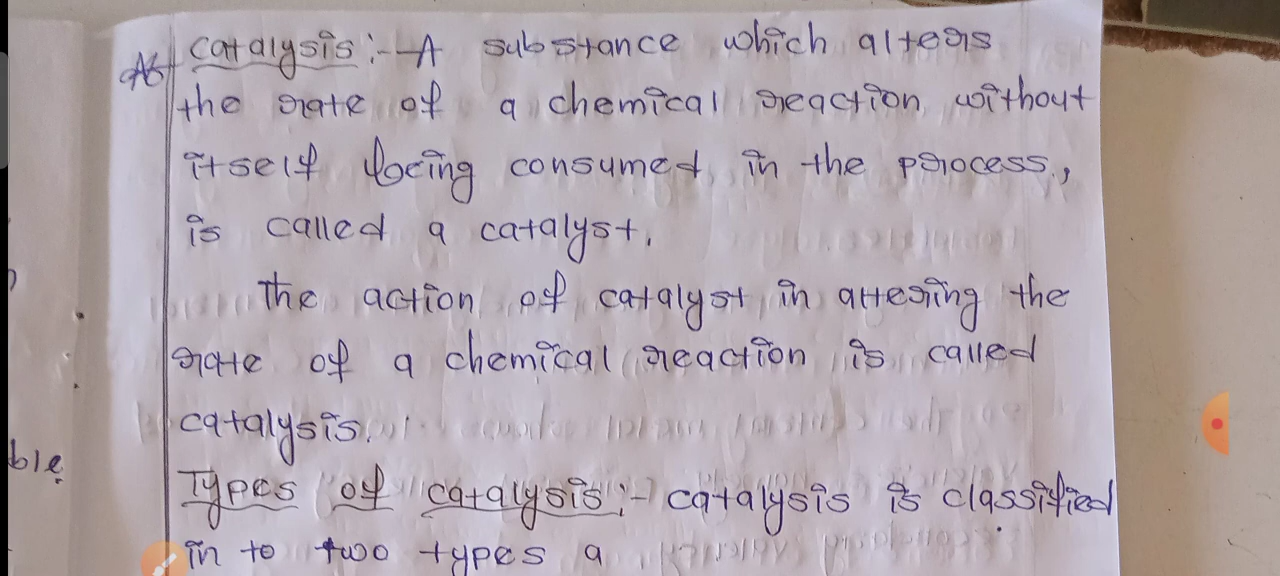 catalysis :- A substance which alters
the rate of a chemical reaction without
itself being consumed in the process,
is called a catalyst.
The action of catalyst in altering the
rate of a chemical reaction is called
catalysis.
ble
Types of catalysis :- catalysis is classified
in to two types a